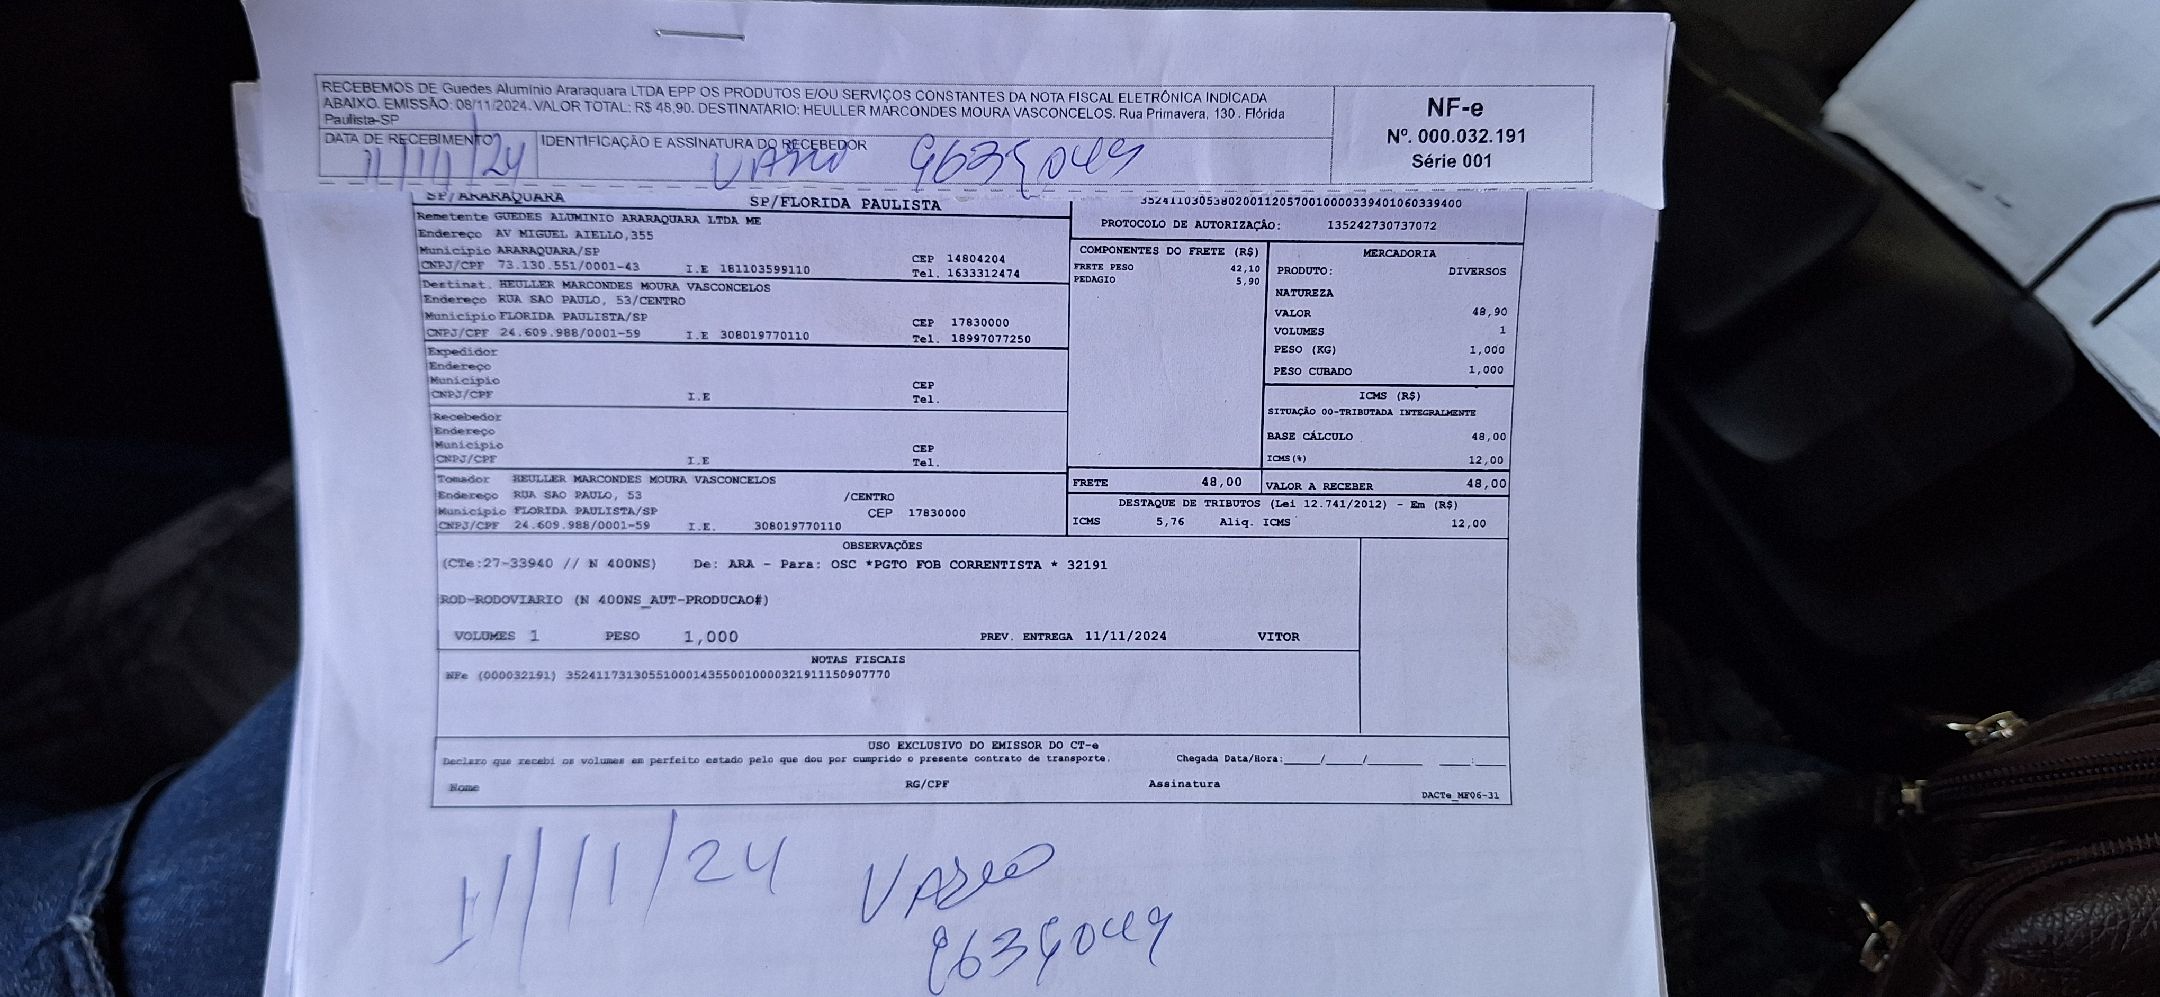 RECEBEMOS DE Guedes Aluminio Araraquara LTDA EPP OS PRODUTOS E/OU SERVIÇOS CONSTANTES DA NOTA FISCAL ELETRÔNICA INDICADA
ABAIXO. EMISSÃO: 08/11/2024. VALOR TOTAL: R$ 48,90. DESTINATARIO: HEULLER MARCONDES MOURA VASCONCELOS. Rua Primavera, 130. Flórida
Paulista-SP
NF-e
Nº. 000.032.191
Série 001
DATA DE RECEBIMENTO
IDENTIFICAÇÃO E ASSINATURA DO RECEBEDOR
11/11/24
SP/ARARAQUARA
SP/FLORIDA PAULISTA
35241103053802001120570010000339401060339400
PROTOCOLO DE AUTORIZAÇÃO: 135242730737072
Remetente GUEDES ALUMINIO ARARAQUARA LTDA ME
Endereço AV MIGUEL AIELLO,355
Município ARARAQUARA/SP CEP 14804204
CNPJ/CPF 73.130.551/0001-43 I.E 181103599110 Tel. 1633312474
Destinat. HEULLER MARCONDES MOURA VASCONCELOS
Endereço RUA SAO PAULO, 53/CENTRO
Município FLORIDA PAULISTA/SP CEP 17830000
CNPJ/CPF 24.609.988/0001-59 I.E 308019770110 Tel. 18997077250
Expedidor
Endereço
Município CEP
CNPJ/CPF I.E Tel.
Recebedor
Endereço
Município CEP
CNPJ/CPF I.E Tel.
Tomador HEULLER MARCONDES MOURA VASCONCELOS
Endereço RUA SAO PAULO, 53 /CENTRO
Município FLORIDA PAULISTA/SP CEP 17830000
CNPJ/CPF 24.609.988/0001-59 I.E. 308019770110
COMPONENTES DO FRETE (R$)
FRETE PESO 42,10
PEDAGIO 5,90
FRETE 48,00
MERCADORIA
PRODUTO: DIVERSOS
NATUREZA
VALOR 48,90
VOLUMES 1
PESO (KG) 1,000
PESO CUBADO 1,000
ICMS (R$)
SITUAÇÃO 00-TRIBUTADA INTEGRALMENTE
BASE CÁLCULO 48,00
ICMS(%) 12,00
VALOR A RECEBER 48,00
DESTAQUE DE TRIBUTOS (Lei 12.741/2012) - Em (R$)
ICMS 5,76 Aliq. ICMS 12,00
OBSERVAÇÕES
(CTe:27-33940 // N 400NS) De: ARA - Para: OSC *PGTO FOB CORRENTISTA * 32191
ROD-RODOVIARIO (N 400NS_AUT-PRODUCAO#)
VOLUMES 1 PESO 1,000 PREV. ENTREGA 11/11/2024 VITOR
NOTAS FISCAIS
NFe (000032191) 35241173130551000143550010000321911150907770
USO EXCLUSIVO DO EMISSOR DO CT-e
Declaro que recebi os volumes em perfeito estado pelo que dou por cumprido o presente contrato de transporte. Chegada Data/Hora:____/____/______ ___:___
Nome RG/CPF Assinatura
DACTe_MF06-31
11/11/24